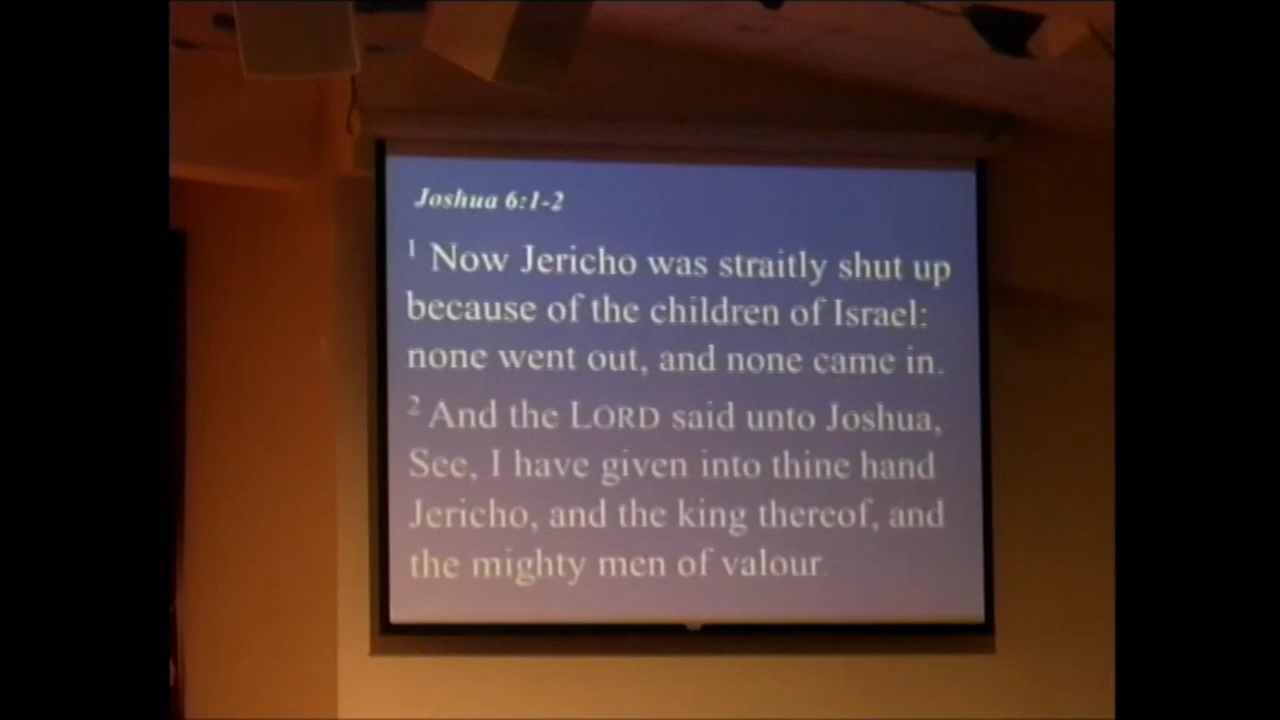 Joshua 6:1-2
1 Now Jericho was straitly shut up
because of the children of Israel:
none went out, and none came in.
2 And the LORD said unto Joshua,
See, I have given into thine hand
Jericho, and the king thereof, and
the mighty men of valour.